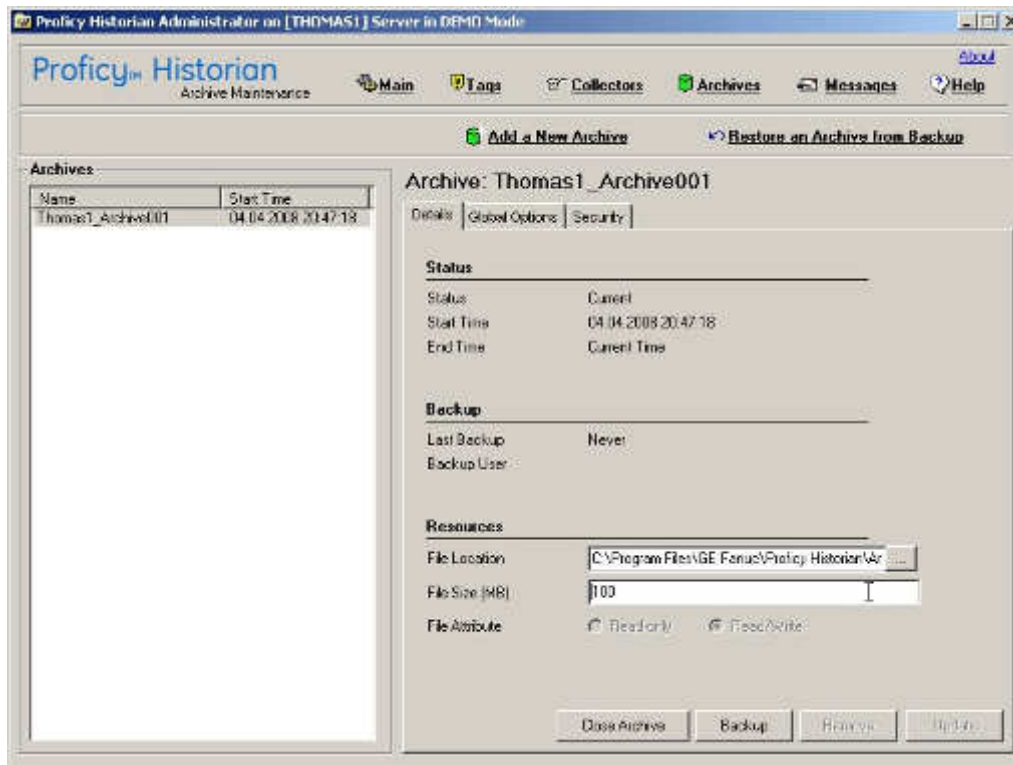 Proficy Historian Administrator on [THOMAS1] Server in DEMO Mode
Proficy™ Historian
Archive Maintenance
Main Tags Collectors Archives Messages Help
About
Add a New Archive Restore an Archive from Backup
Archives
Name Start Time
Thomas1_Archive001 04.04.2008 20:47:18
Archive: Thomas1_Archive001
Details Global Options Security
Status
Status Current
Start Time 04.04.2008 20:47:18
End Time Current Time
Backup
Last Backup Never
Backup User
Resources
File Location C:\Program Files\GE Fanuc\Proficy Historian\Ar ...
File Size (MB) 100
File Attribute Read only Read/Write
Close Archive Backup Remove Update